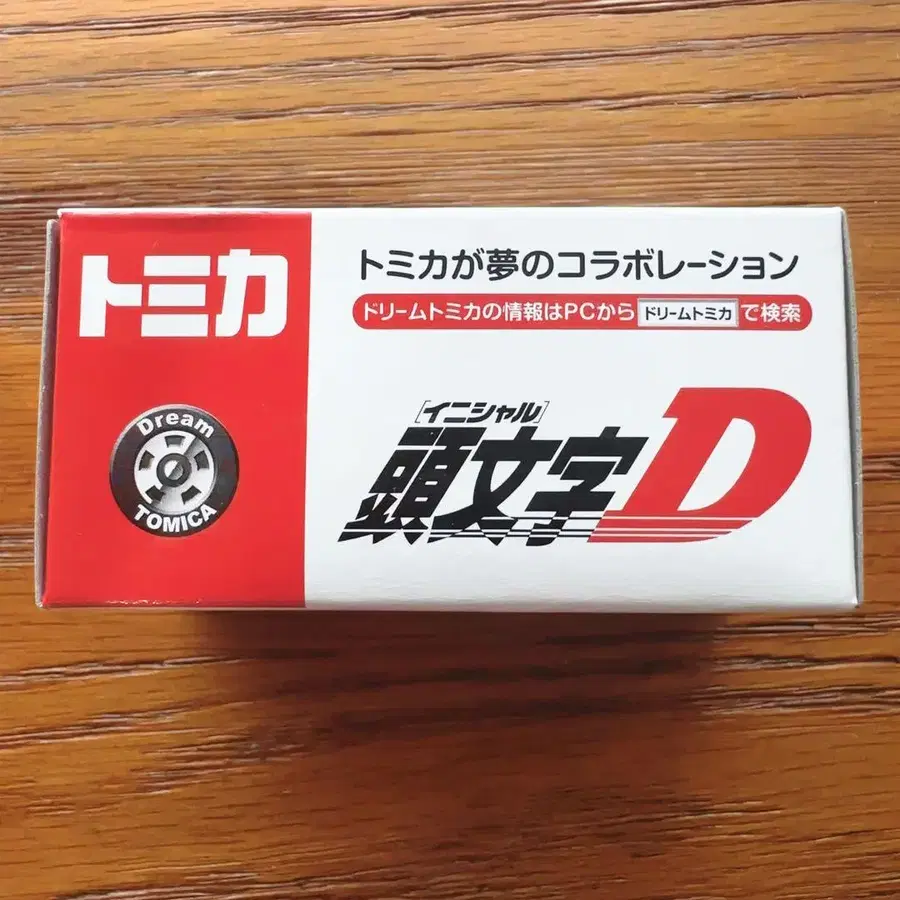 トミカ
Dream
TOMICA
トミカが夢のコラボレーション
ドリームトミカの情報はPCから ドリームトミカ で検索
[イニシャル]
頭文字D